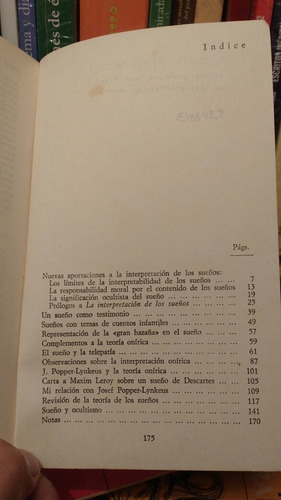 Indice
Págs.
Nuevas aportaciones a la interpretación de los sueños:
Los límites de la interpretabilidad de los sueños ... ... 7
La responsabilidad moral por el contenido de los sueños 13
La significación ocultista del sueño ... ... ... ... ... 19
Prólogos a La interpretación de los sueños ... ... ... 25
Un sueño como testimonio ... ... ... ... ... ... ... ... 39
Sueños con temas de cuentos infantiles ... ... ... ... ... 49
Representación de la «gran hazaña» en el sueño ... ... ... 57
Complementos a la teoría onírica ... ... ... ... ... ... ... 59
El sueño y la telepatía ... ... ... ... ... ... ... ... ... 61
Observaciones sobre la interpretación onírica ... ... ... 87
J. Popper-Lynkeus y la teoría onírica ... ... ... ... ... 101
Carta a Maxim Leroy sobre un sueño de Descartes ... ... 105
Mi relación con Josef Popper-Lynkeus ... ... ... ... ... 109
Revisión de la teoría de los sueños ... ... ... ... ... ... 117
Sueño y ocultismo ... ... ... ... ... ... ... ... ... ... 141
Notas ... ... ... ... ... ... ... ... ... ... ... ... ... 170
175